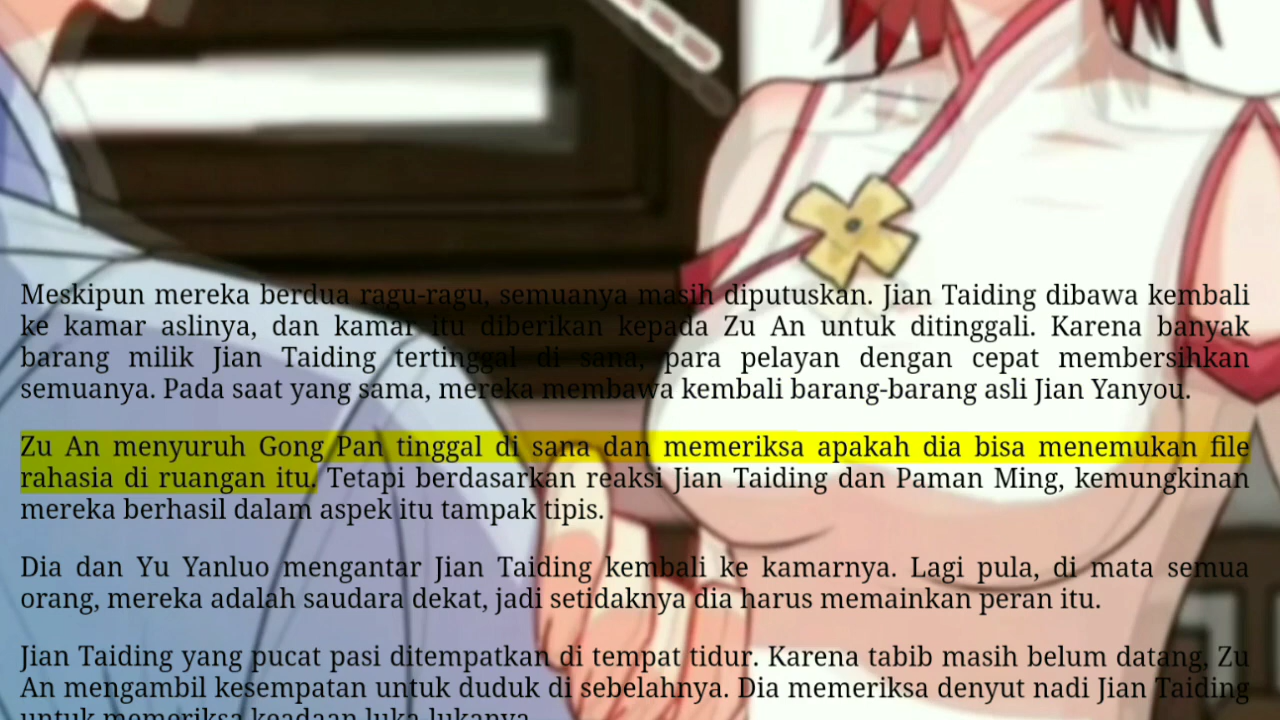 Meskipun mereka berdua ragu-ragu, semuanya masih diputuskan. Jian Taiding dibawa kembali
ke kamar aslinya, dan kamar itu diberikan kepada Zu An untuk ditinggali. Karena banyak
barang milik Jian Taiding tertinggal di sana, para pelayan dengan cepat membersihkan
semuanya. Pada saat yang sama, mereka membawa kembali barang-barang asli Jian Yanyou.
Zu An menyuruh Gong Pan tinggal di sana dan memeriksa apakah dia bisa menemukan file
rahasia di ruangan itu. Tetapi berdasarkan reaksi Jian Taiding dan Paman Ming, kemungkinan
mereka berhasil dalam aspek itu tampak tipis.
Dia dan Yu Yanluo mengantar Jian Taiding kembali ke kamarnya. Lagi pula, di mata semua
orang, mereka adalah saudara dekat, jadi setidaknya dia harus memainkan peran itu.
Jian Taiding yang pucat pasi ditempatkan di tempat tidur. Karena tabib masih belum datang, Zu
An mengambil kesempatan untuk duduk di sebelahnya. Dia memeriksa denyut nadi Jian Taiding
untuk memeriksa keadaan luka-lukanya.